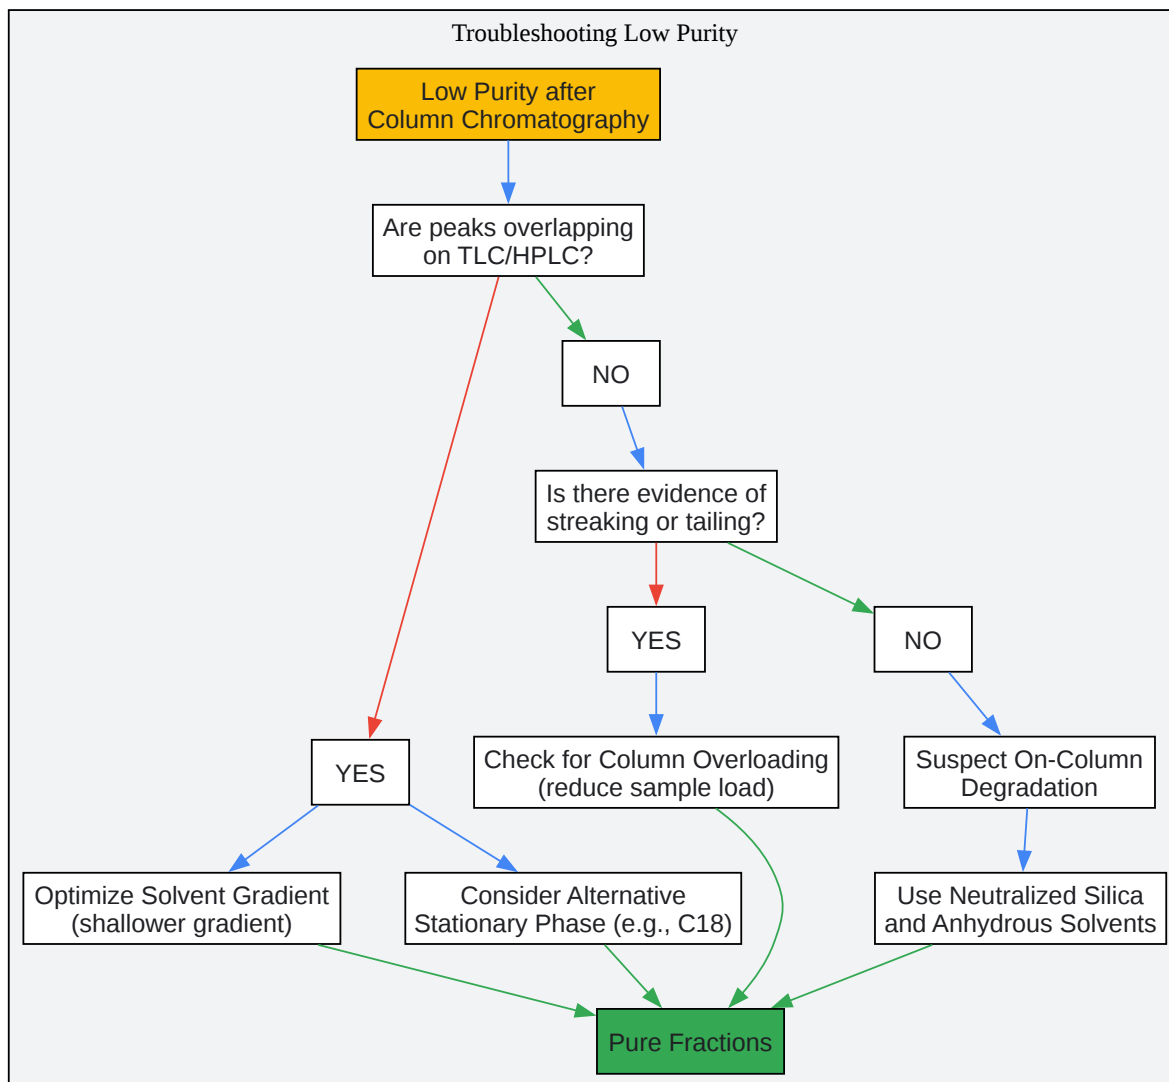 Troubleshooting Low Purity
Low Purity after
Column Chromatography
Are peaks overlapping
on TLC/HPLC?
NO
Is there evidence of
streaking or tailing?
YES
NO
YES
Check for Column Overloading
(reduce sample load)
Suspect On-Column
Degradation
Optimize Solvent Gradient
(shallower gradient)
Consider Alternative
Stationary Phase (e.g., C18)
Use Neutralized Silica
and Anhydrous Solvents
Pure Fractions